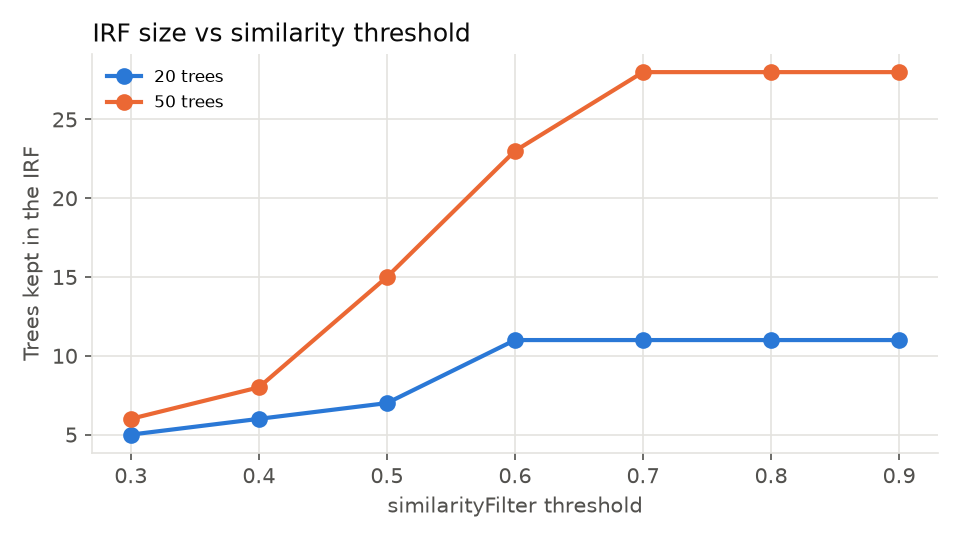 IRF size vs similarity threshold
20 trees
50 trees
Trees kept in the IRF
25
20
15
10
5
0.3 0.4 0.5 0.6 0.7 0.8 0.9
similarityFilter threshold